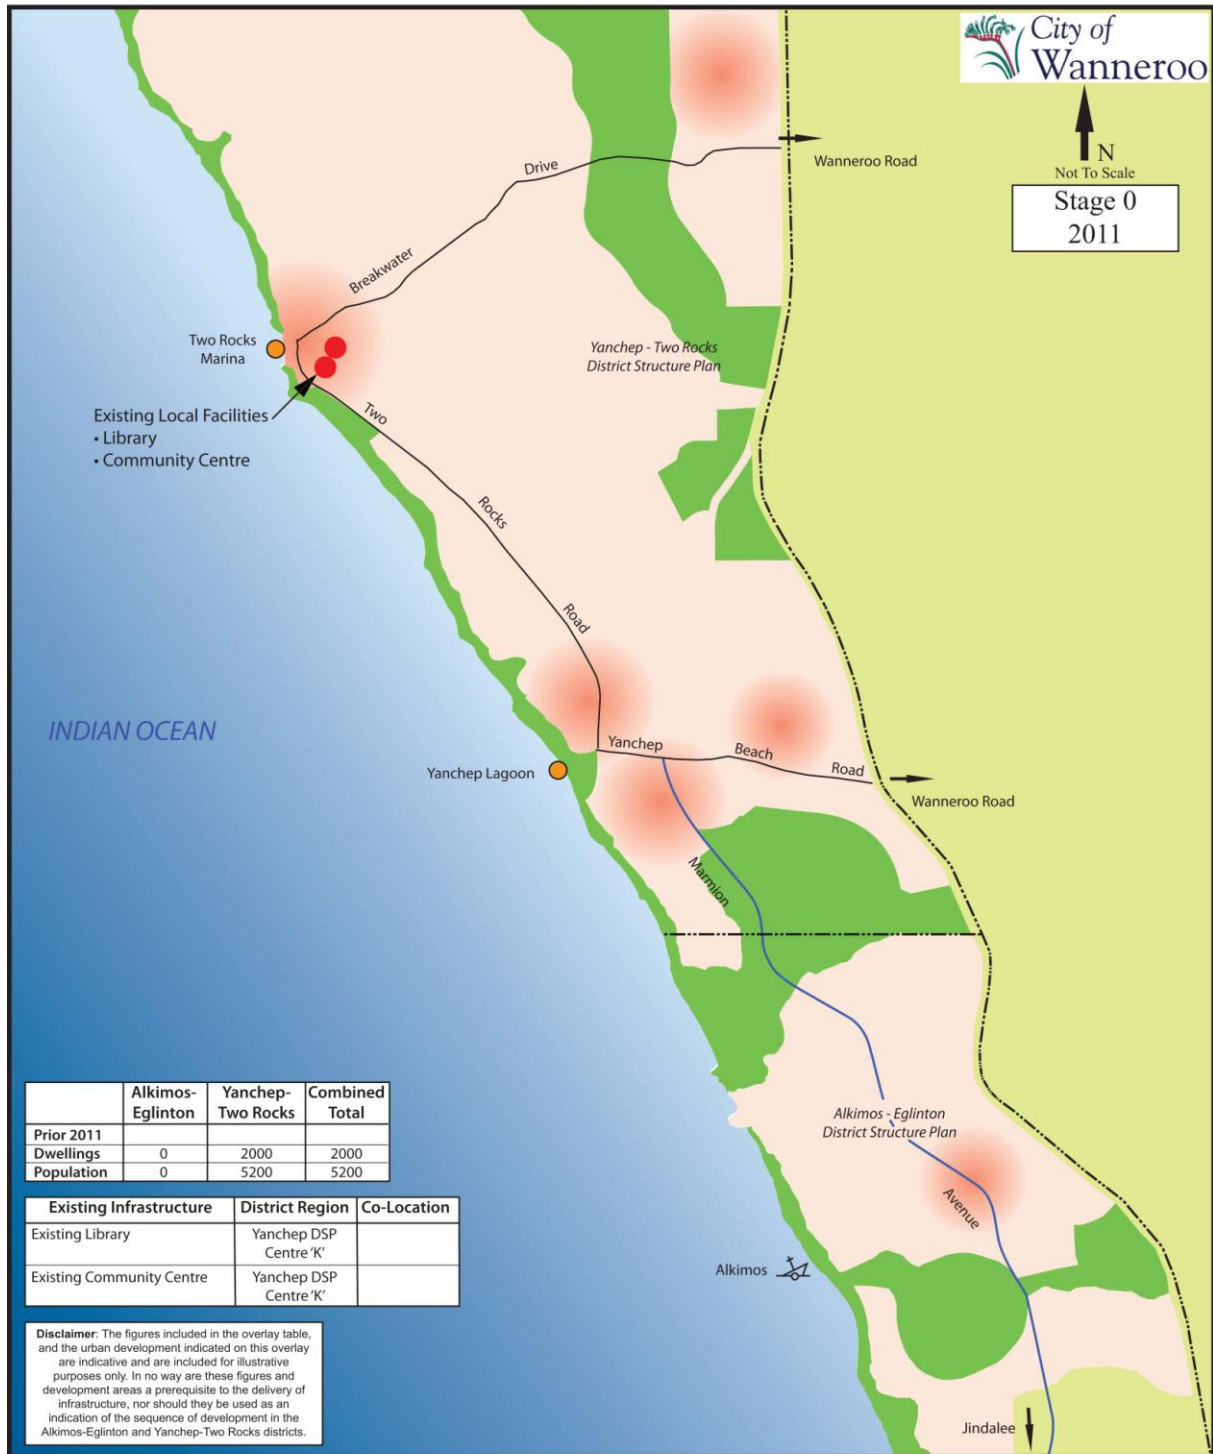 City of
Wanneroo
N
Not To Scale
Stage 0
2011
Wanneroo Road
Drive
Breakwater
Two Rocks
Marina
Yanchep - Two Rocks
District Structure Plan
Existing Local Facilities
• Library
• Community Centre
Two
Rocks
Road
INDIAN OCEAN
Yanchep
Beach
Road
Yanchep Lagoon
Wanneroo Road
Marmion
Alkimos - Eglinton
District Structure Plan
Avenue
Alkimos
Jindalee
Alkimos-
Eglinton
Yanchep-
Two Rocks
Combined
Total
Prior 2011
Dwellings 0 2000 2000
Population 0 5200 5200
Existing Infrastructure District Region Co-Location
Existing Library Yanchep DSP
Centre 'K'
Existing Community Centre Yanchep DSP
Centre 'K'
Disclaimer: The figures included in the overlay table,
and the urban development indicated on this overlay
are indicative and are included for illustrative
purposes only. In no way are these figures and
development areas a prerequisite to the delivery of
infrastructure, nor should they be used as an
indication of the sequence of development in the
Alkimos-Eglinton and Yanchep-Two Rocks districts.